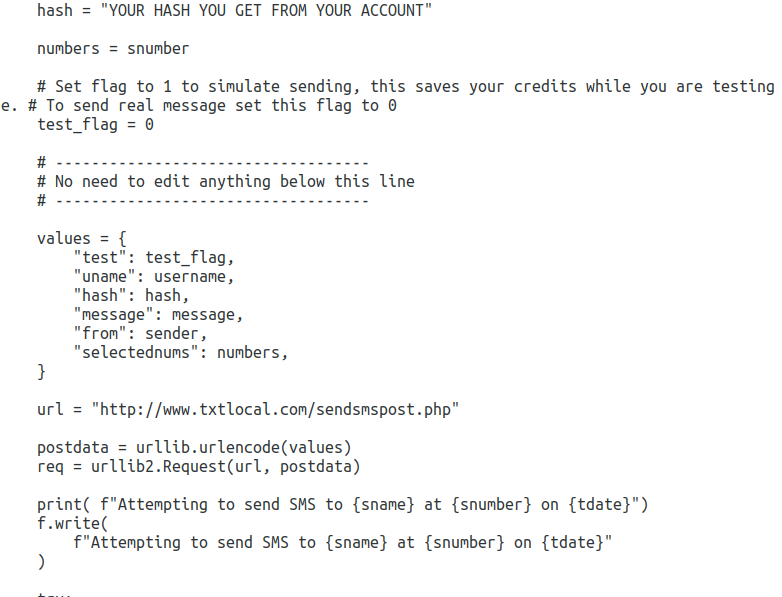 hash = "YOUR HASH YOU GET FROM YOUR ACCOUNT"
numbers = snumber
# Set flag to 1 to simulate sending, this saves your credits while you are testing
e. # To send real message set this flag to 0
test_flag = 0
# -----------------------------------
# No need to edit anything below this line
# -----------------------------------
values = {
"test": test_flag,
"uname": username,
"hash": hash,
"message": message,
"from": sender,
"selectednums": numbers,
}
url = "http://www.txtlocal.com/sendsmspost.php"
postdata = urllib.urlencode(values)
req = urllib2.Request(url, postdata)
print( f"Attempting to send SMS to {sname} at {snumber} on {tdate}")
f.write(
f"Attempting to send SMS to {sname} at {snumber} on {tdate}"
)